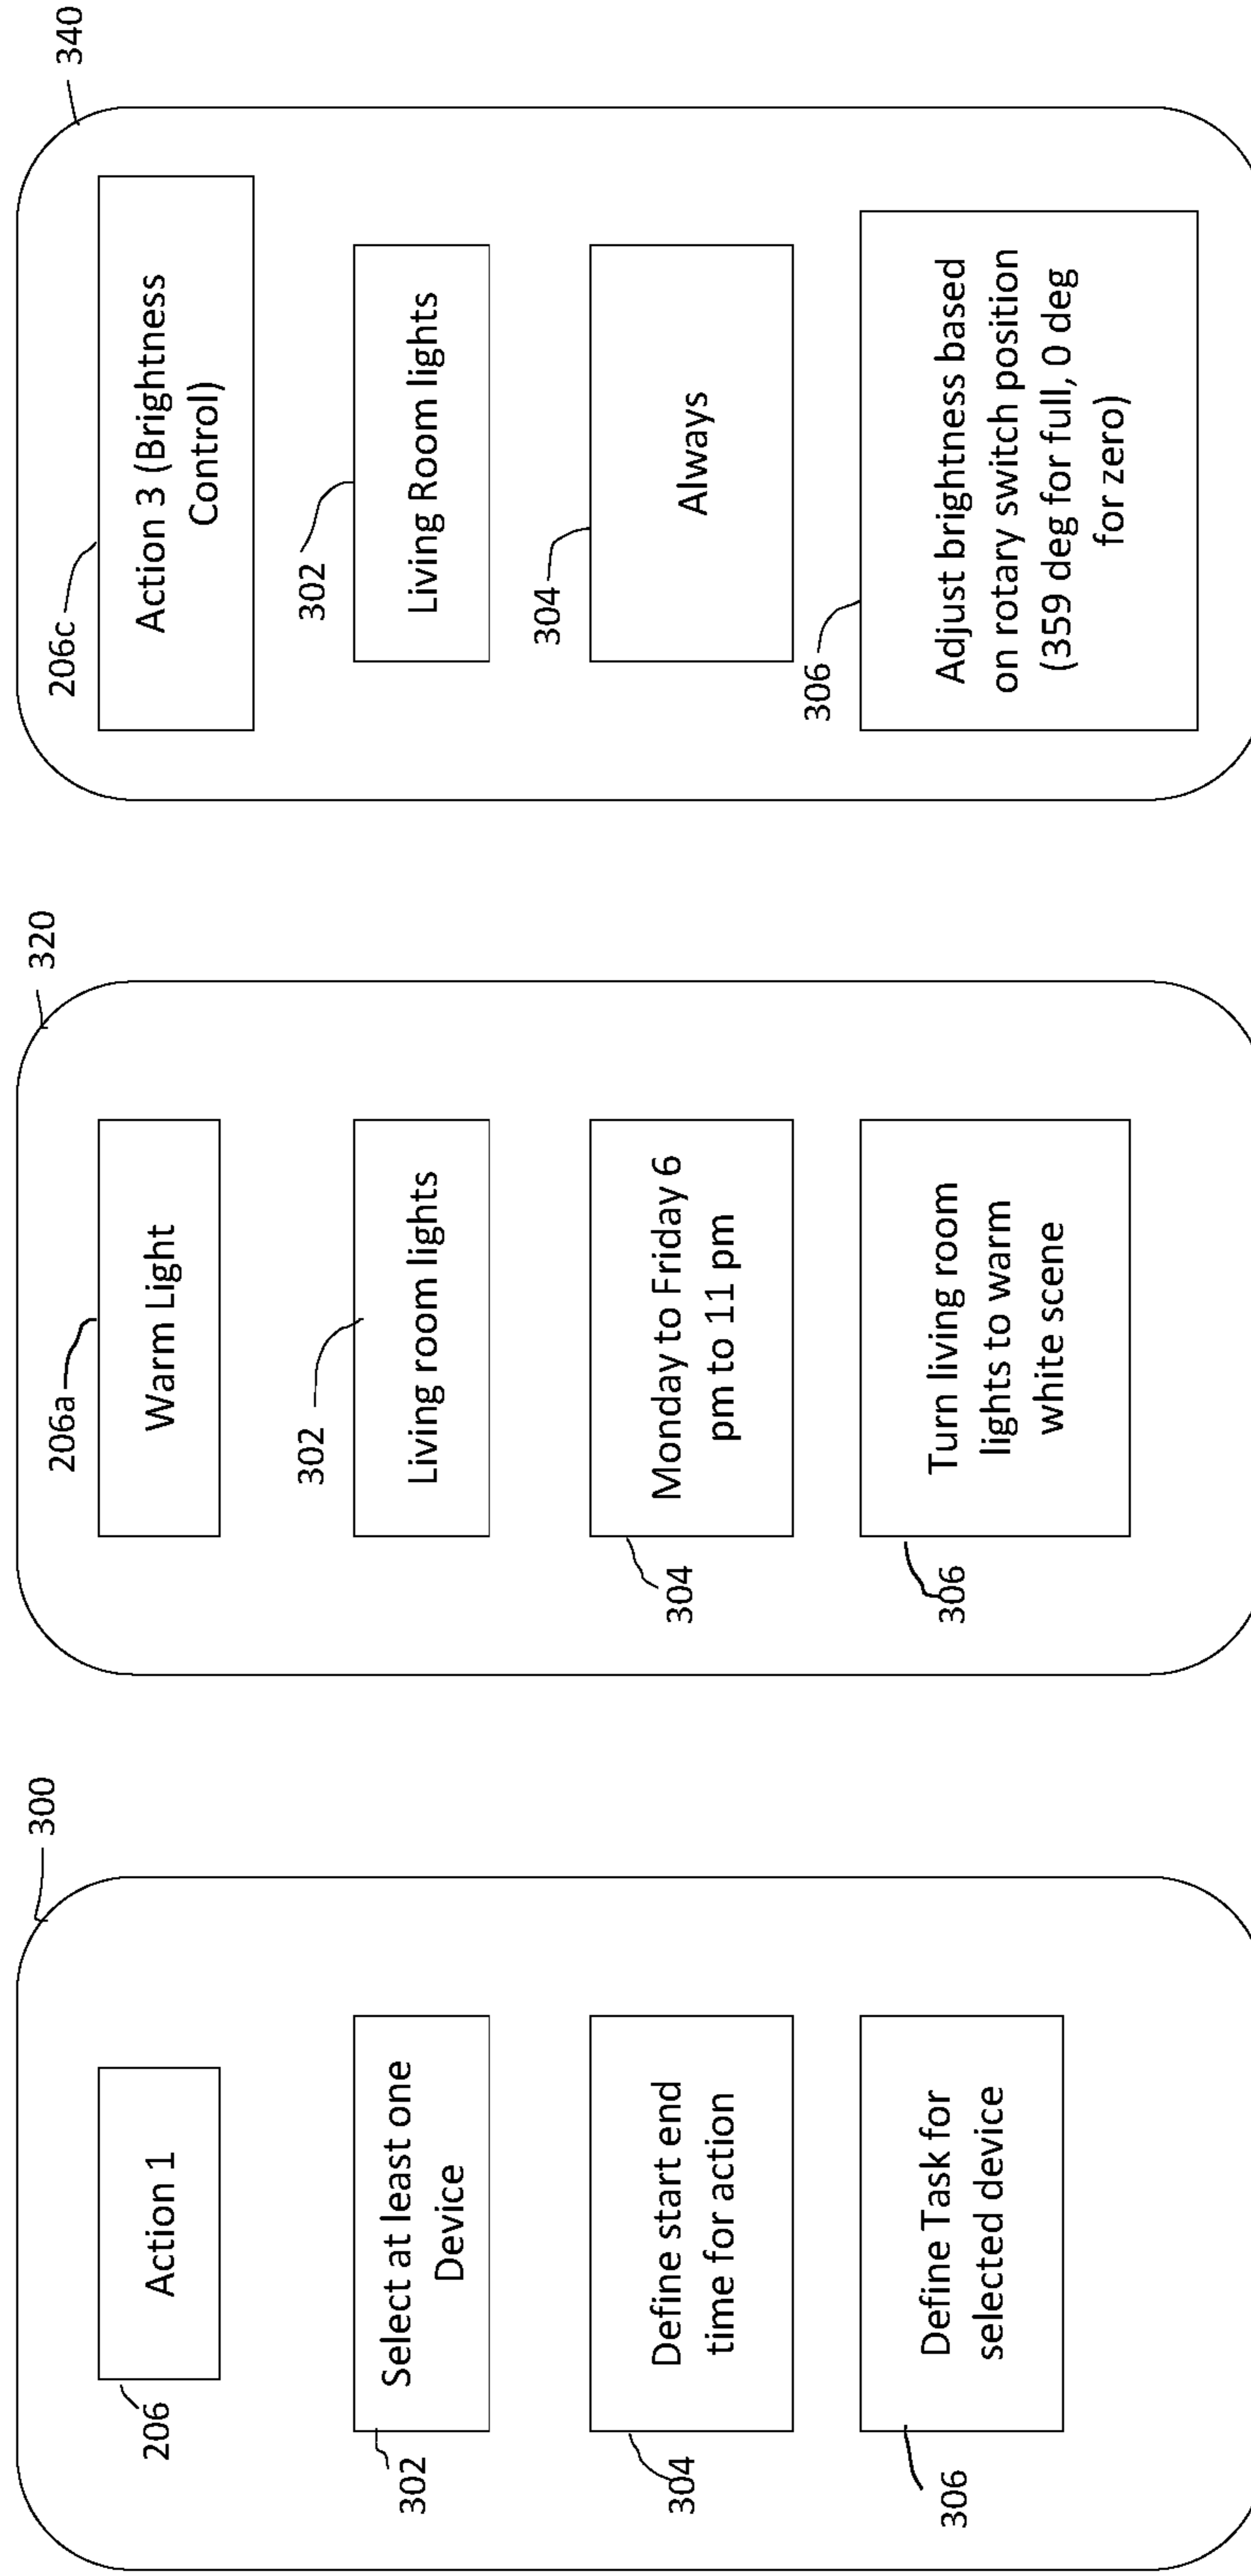 300
206
Action 1
302
Select at least one
Device
304
Define start end
time for action
306
Define Task for
selected device
320
206a
Warm Light
302
Living room lights
304
Monday to Friday 6
pm to 11 pm
306
Turn living room
lights to warm
white scene
340
206c
Action 3 (Brightness
Control)
302
Living Room lights
304
Always
306
Adjust brightness based
on rotary switch position
(359 deg for full, 0 deg
for zero)